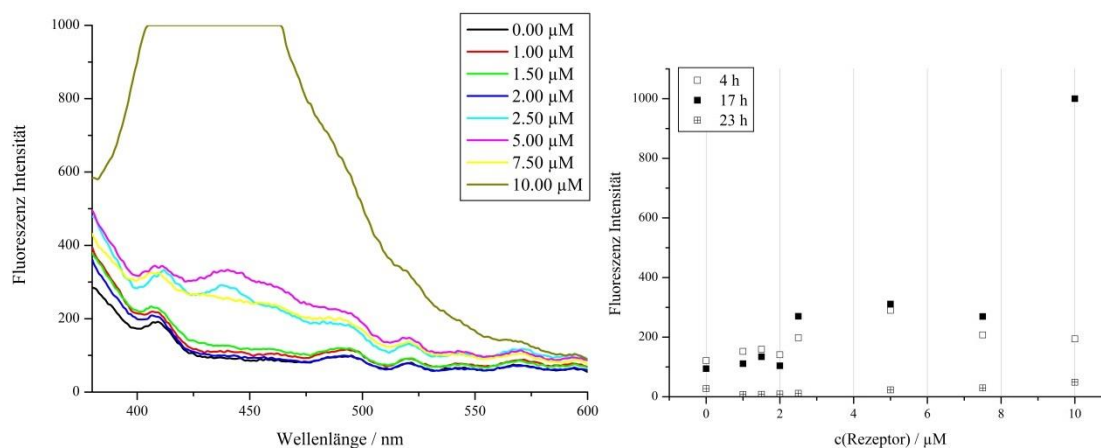 1000
800
600
400
200
0
Fluoreszenz Intensität
400
450
500
550
600
Wellenlänge / nm
0.00 µM
1.00 µM
1.50 µM
2.00 µM
2.50 µM
5.00 µM
7.50 µM
10.00 µM
4 h
17 h
23 h
1000
800
600
400
200
0
Fluoreszenz Intensität
0
2
4
6
8
10
c(Rezeptor) / µM